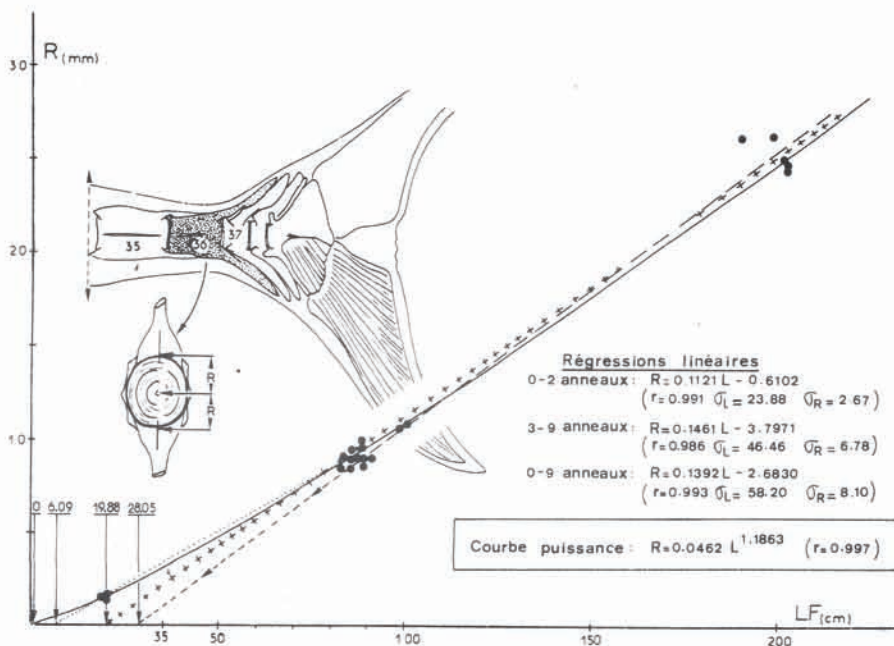 R(mm)
30
35
36
37
20
R
R
Régressions linéaires
0-2 anneaux: R=0.1121 L - 0.6102
(r=0.991 σL=23.88 σR=2.67)
3-9 anneaux: R=0.1461 L - 3.7971
(r=0.986 σL=46.46 σR=6.78)
0-9 anneaux: R=0.1392 L - 2.6830
(r=0.993 σL=58.20 σR=8.10)
10
0 6.09 19.88 28.05
Courbe puissance: R=0.0462 L^1.1863 (r=0.997)
35 50 100 150 200
LF(cm)